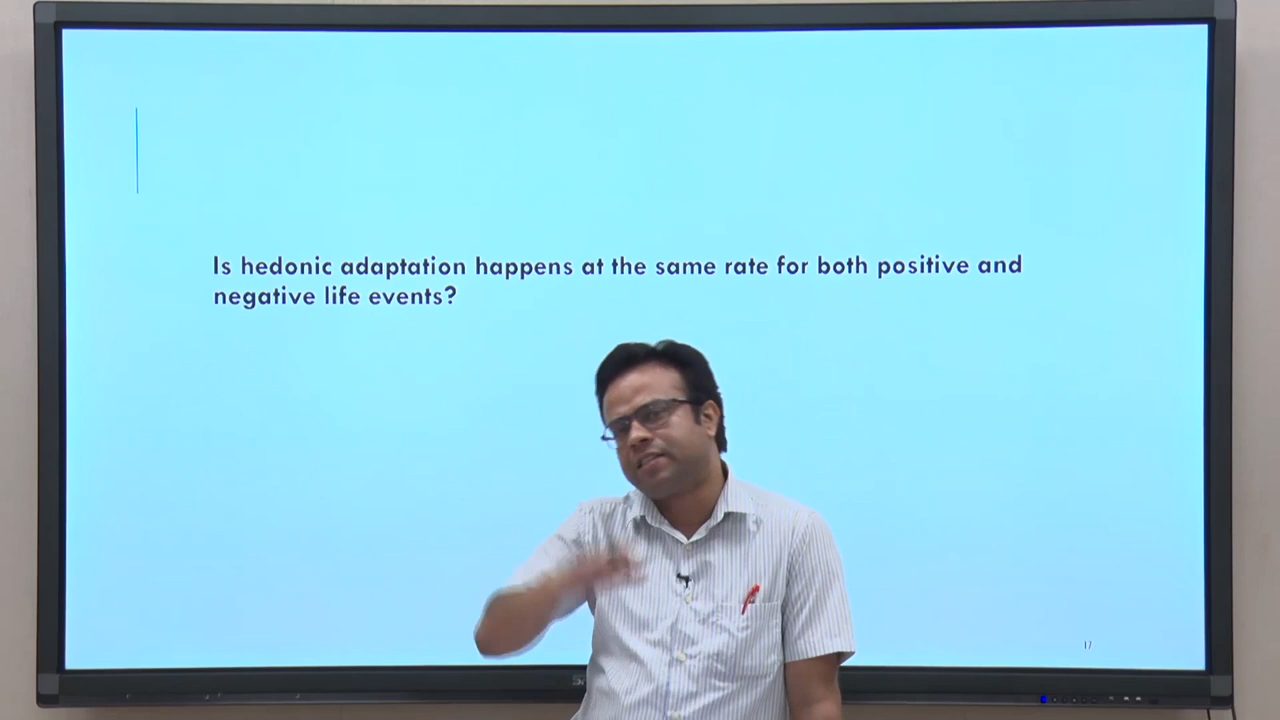 Is hedonic adaptation happens at the same rate for both positive and
negative life events?
17